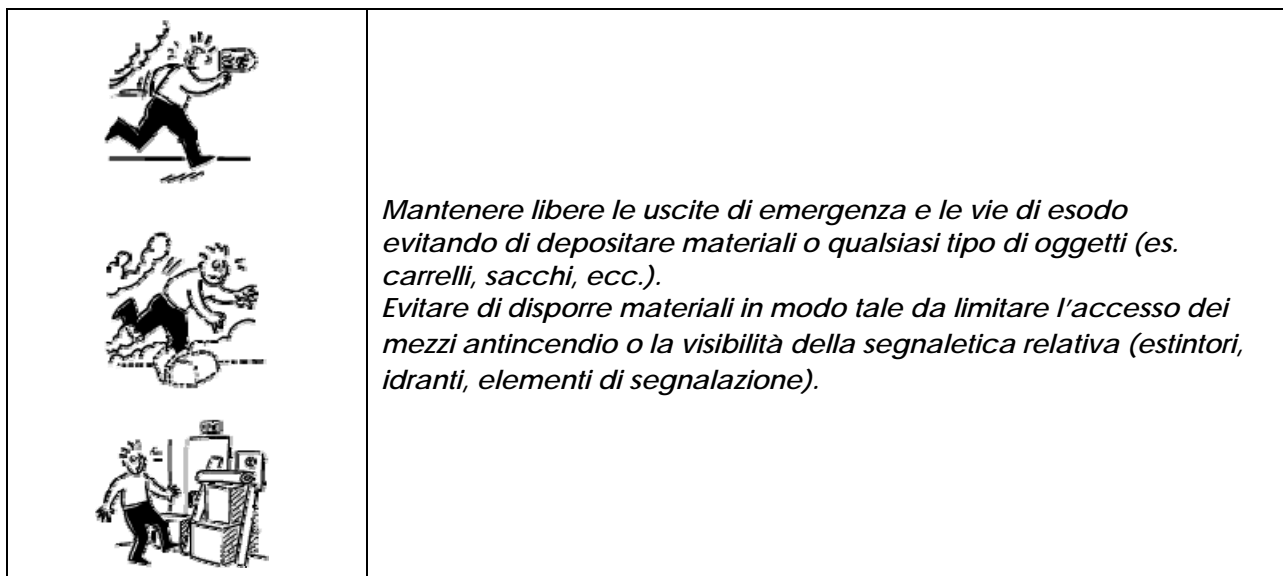 Mantenere libere le uscite di emergenza e le vie di esodo
evitando di depositare materiali o qualsiasi tipo di oggetti (es.
carrelli, sacchi, ecc.).
Evitare di disporre materiali in modo tale da limitare l’accesso dei
mezzi antincendio o la visibilità della segnaletica relativa (estintori,
idranti, elementi di segnalazione).